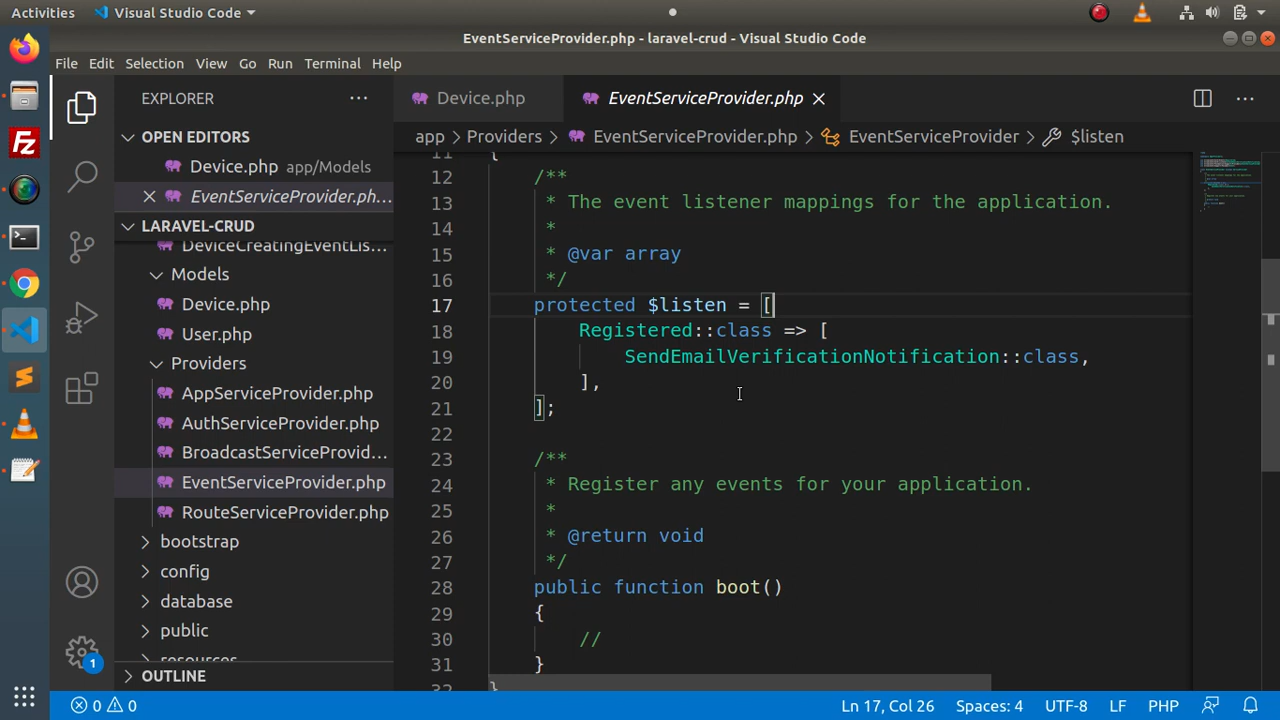 Activities Visual Studio Code
EventServiceProvider.php - laravel-crud - Visual Studio Code
File Edit Selection View Go Run Terminal Help
EXPLORER
OPEN EDITORS
Device.php app/Models
EventServiceProvider.ph...
LARAVEL-CRUD
DeviceCreatingEventLis...
Models
Device.php
User.php
Providers
AppServiceProvider.php
AuthServiceProvider.php
BroadcastServiceProvid...
EventServiceProvider.php
RouteServiceProvider.php
bootstrap
config
database
public
resources
OUTLINE
Device.php EventServiceProvider.php
app > Providers > EventServiceProvider.php > EventServiceProvider > $listen
11 {
12 /**
13 * The event listener mappings for the application.
14 *
15 * @var array
16 */
17 protected $listen = [
18 Registered::class => [
19 SendEmailVerificationNotification::class,
20 ],
21 ];
22
23 /**
24 * Register any events for your application.
25 *
26 * @return void
27 */
28 public function boot()
29 {
30 //
31 }
32 }
1
0 0 Ln 17, Col 26 Spaces: 4 UTF-8 LF PHP